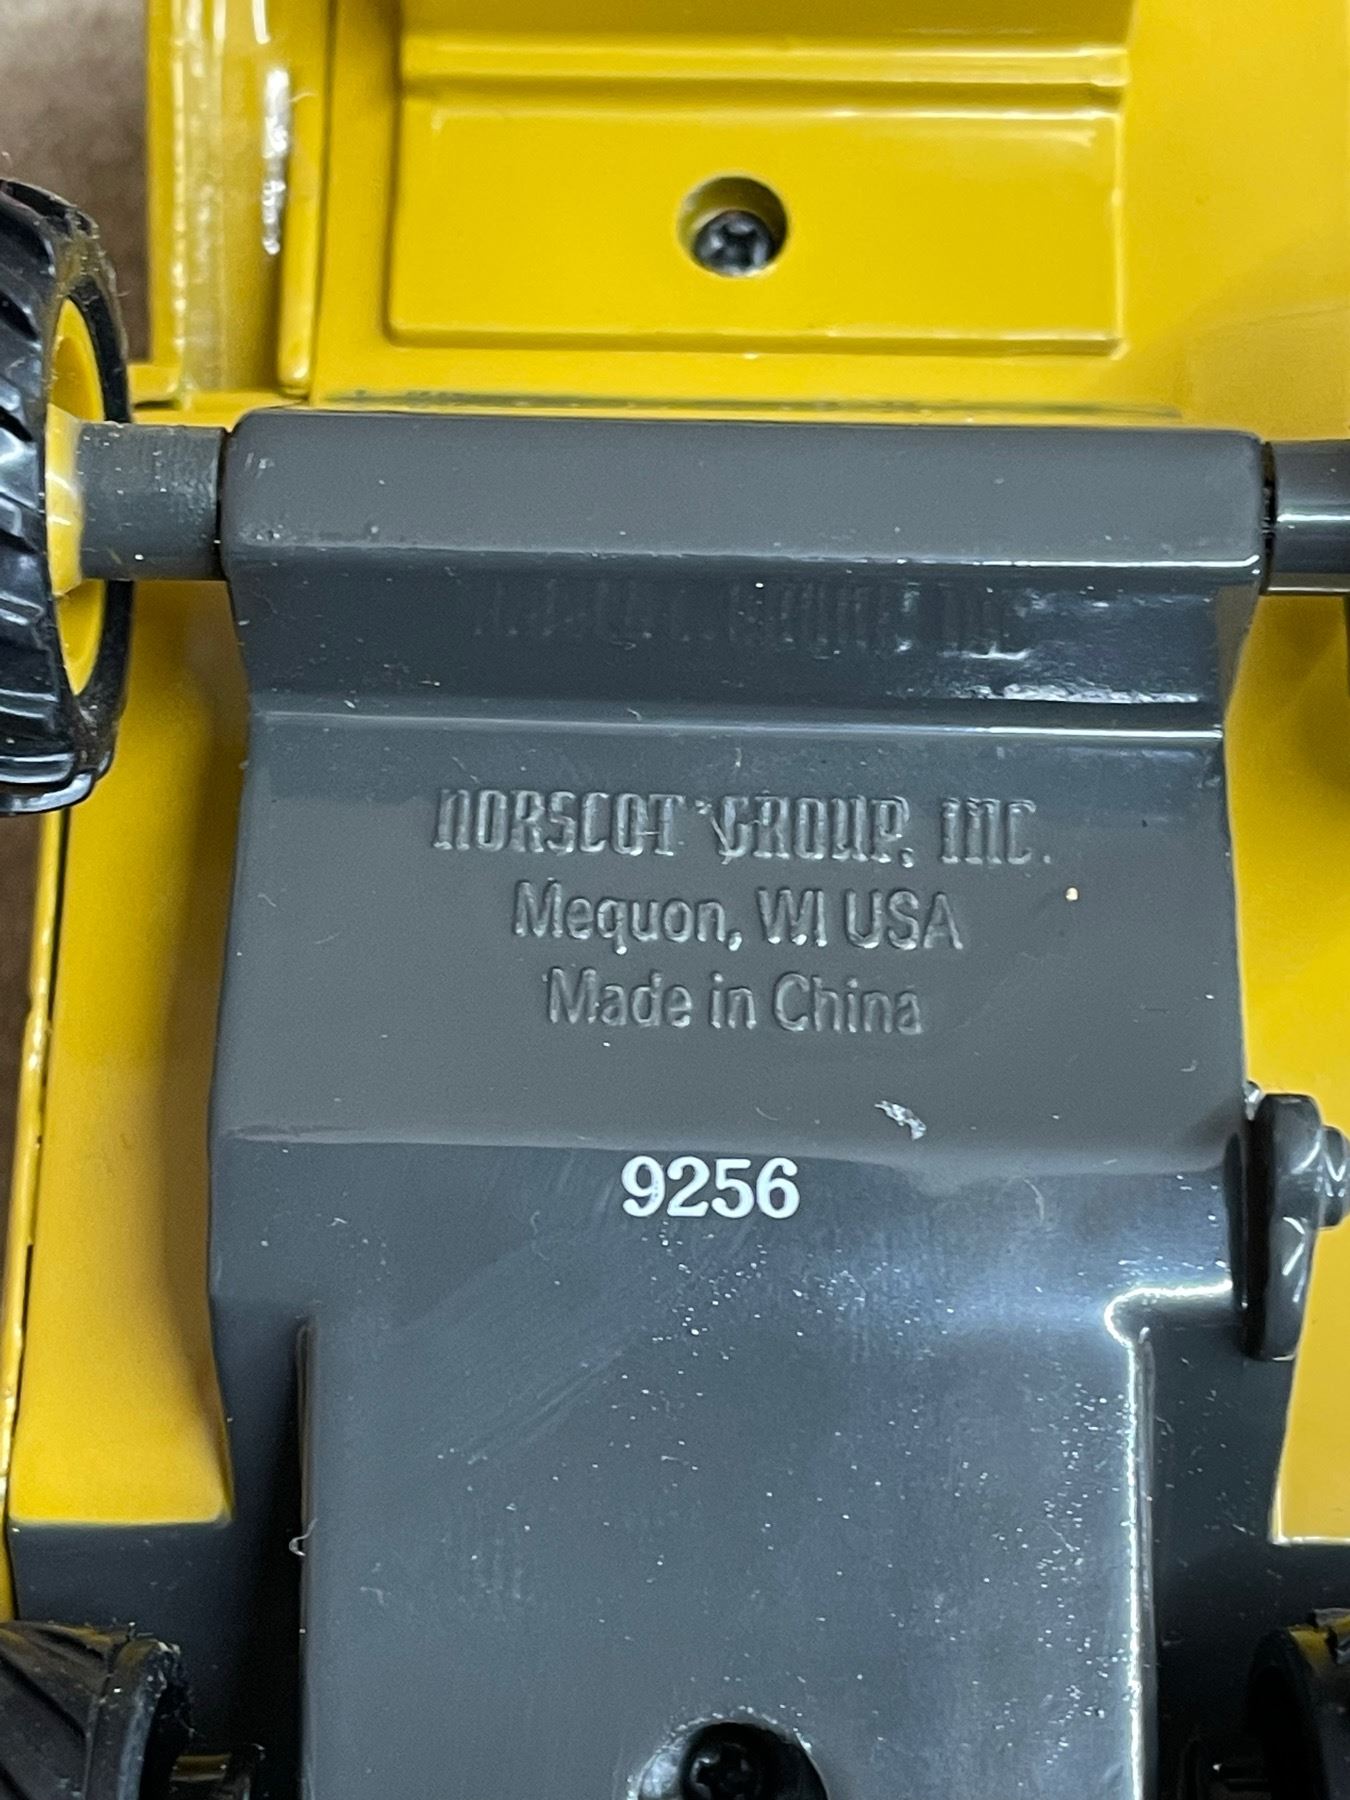 NORSCOT GROUP, INC.
Mequon, WI USA
Made in China
9256